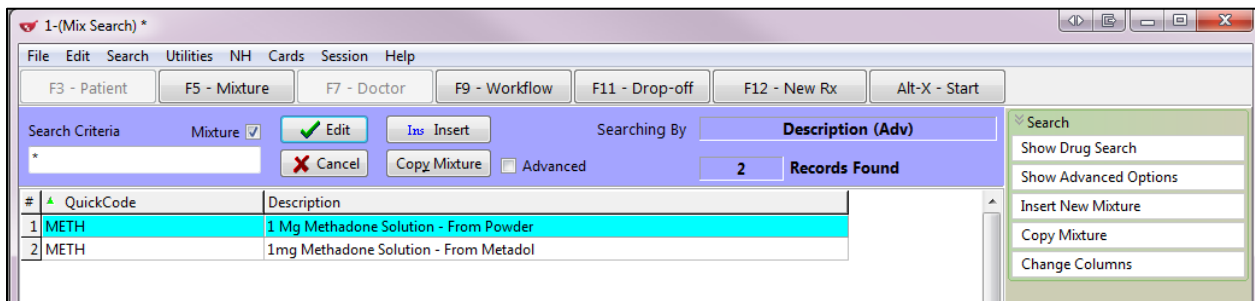 1-(Mix Search) *
File Edit Search Utilities NH Cards Session Help
F3 - Patient F5 - Mixture F7 - Doctor F9 - Workflow F11 - Drop-off F12 - New Rx Alt-X - Start
Search Criteria Mixture Edit Ins Insert Searching By Description (Adv)
* Cancel Copy Mixture Advanced 2 Records Found
# QuickCode Description
1 METH 1 Mg Methadone Solution - From Powder
2 METH 1mg Methadone Solution - From Metadol
Search
Show Drug Search
Show Advanced Options
Insert New Mixture
Copy Mixture
Change Columns